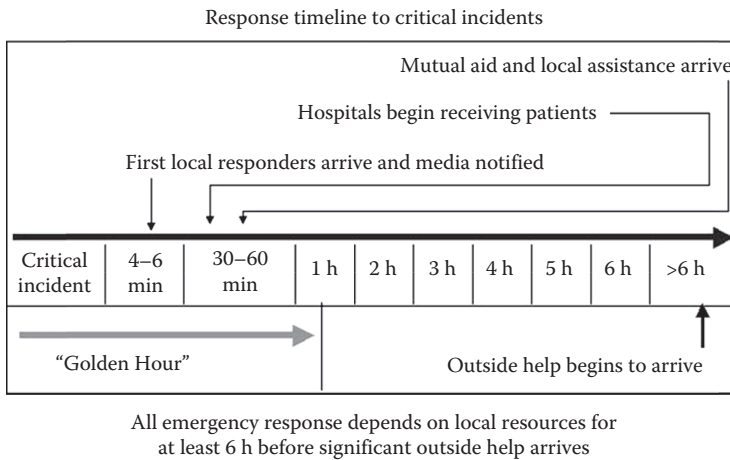 Response timeline to critical incidents
Mutual aid and local assistance arrive
Hospitals begin receiving patients
First local responders arrive and media notified
Critical incident
4–6 min
30–60 min
1 h
2 h
3 h
4 h
5 h
6 h
>6 h
“Golden Hour”
Outside help begins to arrive
All emergency response depends on local resources for
at least 6 h before significant outside help arrives